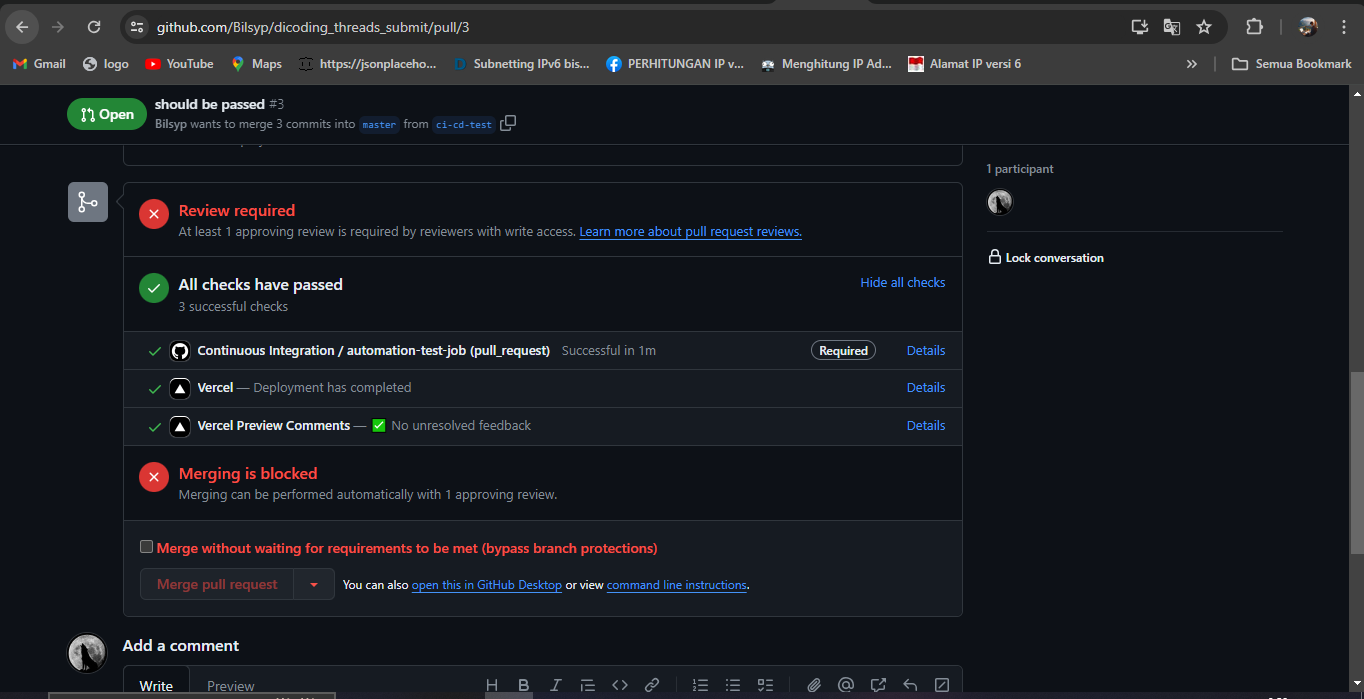 github.com/Bilsyp/dicoding_threads_submit/pull/3
Gmail logo YouTube Maps https://jsonplaceho... Subnetting IPv6 bis... PERHITUNGAN IP v... Menghitung IP Ad... Alamat IP versi 6 » Semua Bookmark
Open
should be passed #3
Bilsyp wants to merge 3 commits into master from ci-cd-test
1 participant
Lock conversation
Review required
At least 1 approving review is required by reviewers with write access. Learn more about pull request reviews.
All checks have passed
Hide all checks
3 successful checks
Continuous Integration / automation-test-job (pull_request) Successful in 1m Required Details
Vercel — Deployment has completed Details
Vercel Preview Comments — ✅ No unresolved feedback Details
Merging is blocked
Merging can be performed automatically with 1 approving review.
Merge without waiting for requirements to be met (bypass branch protections)
Merge pull request You can also open this in GitHub Desktop or view command line instructions.
Add a comment
Write Preview H B I